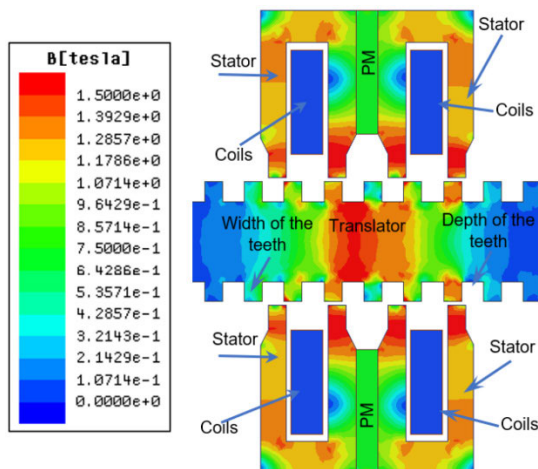 B[tesla]
1.5000e+0
1.3929e+0
1.2857e+0
1.1786e+0
1.0714e+0
9.6429e-1
8.5714e-1
7.5000e-1
6.4286e-1
5.3571e-1
4.2857e-1
3.2143e-1
2.1429e-1
1.0714e-1
0.0000e+0
Stator
Stator
PM
Coils
Coils
Width of the
teeth
Translator
Depth of the
teeth
Stator
Stator
PM
Coils
Coils